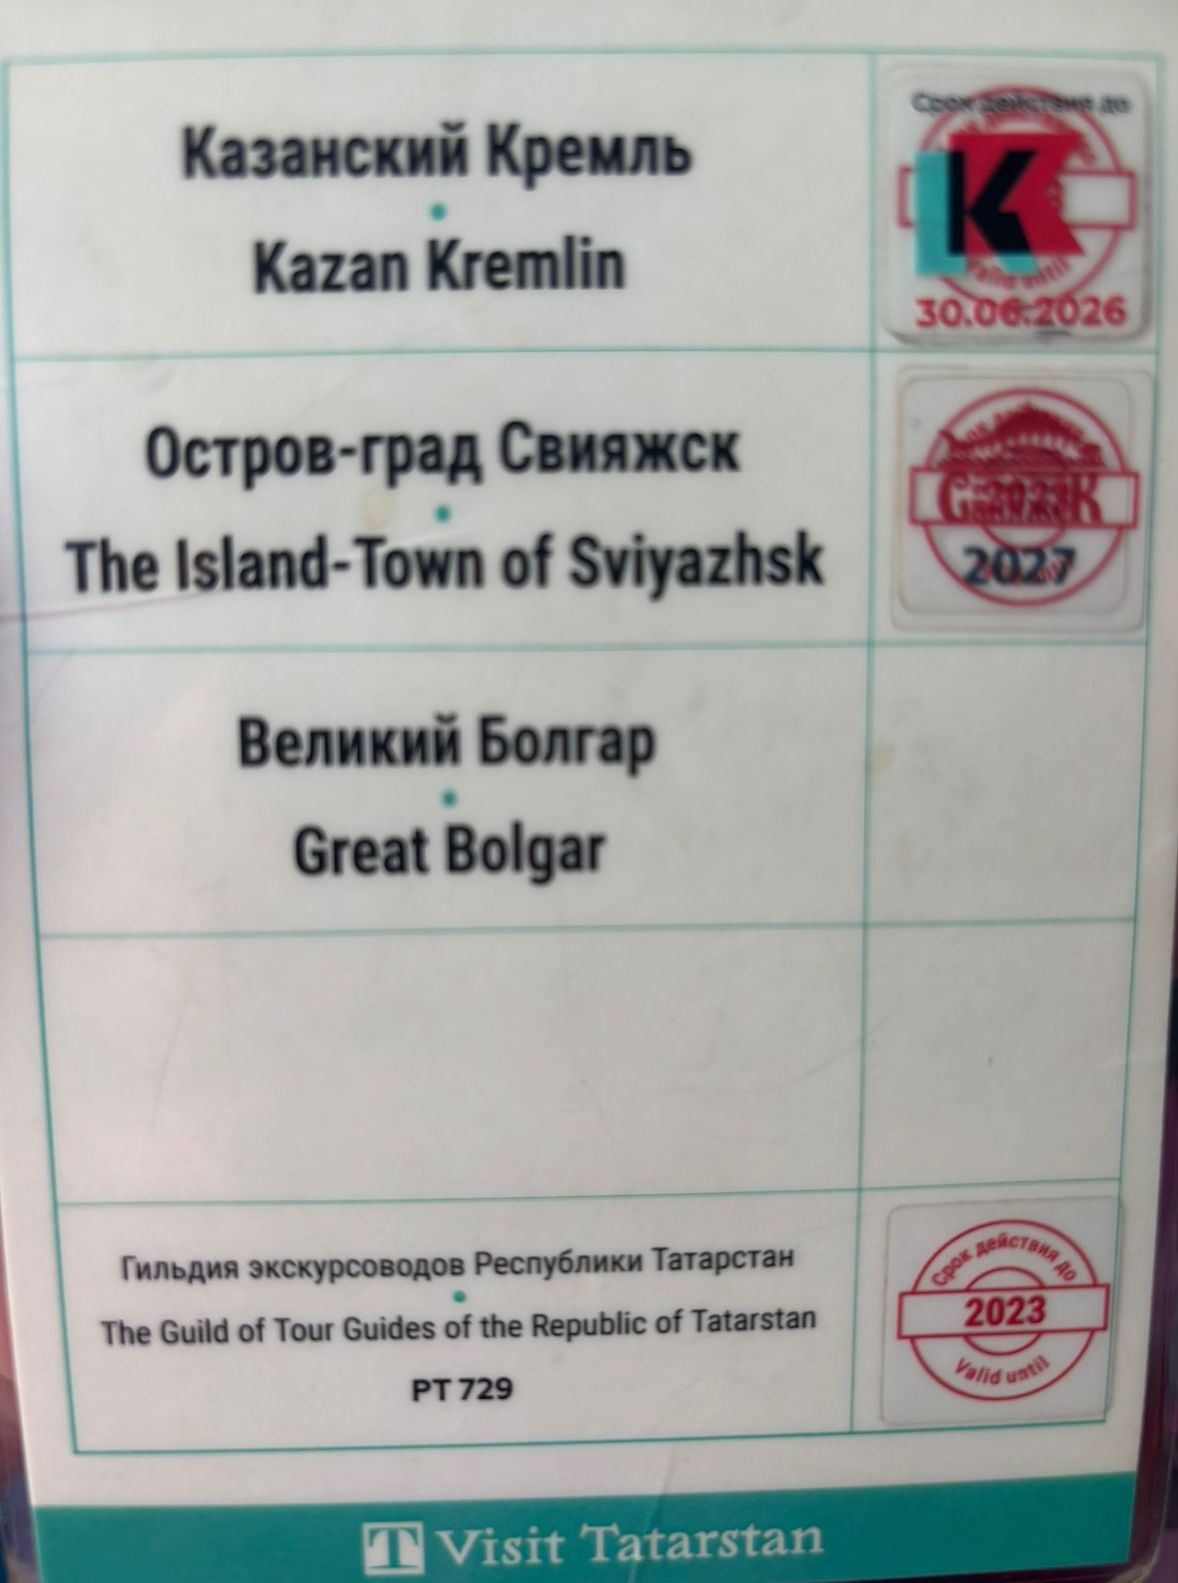 Казанский Кремль
Kazan Kremlin
Срок действия до
K
Valid until
30.06.2026
Остров-град Свияжск
The Island-Town of Sviyazhsk
2027
Великий Болгар
Great Bolgar
Гильдия экскурсоводов Республики Татарстан
The Guild of Tour Guides of the Republic of Tatarstan
РТ 729
Срок действия до
2023
Valid until
T Visit Tatarstan